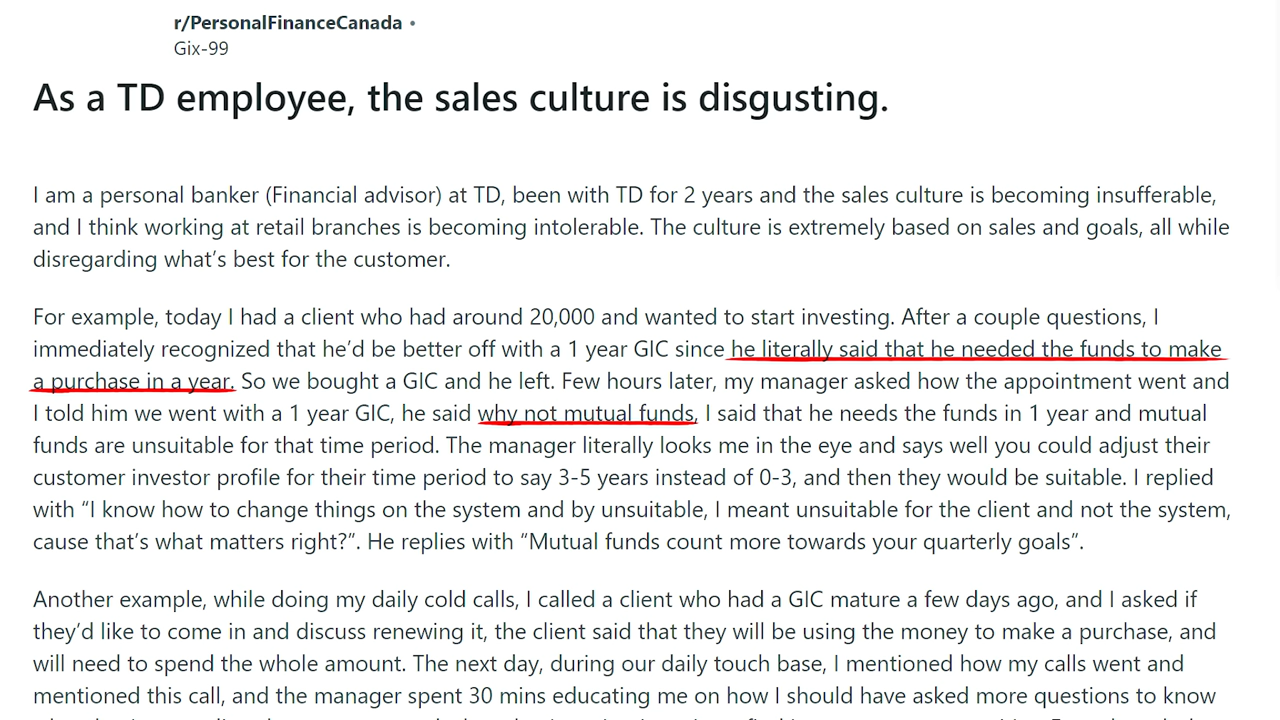 r/PersonalFinanceCanada •
Gix-99
As a TD employee, the sales culture is disgusting.
I am a personal banker (Financial advisor) at TD, been with TD for 2 years and the sales culture is becoming insufferable,
and I think working at retail branches is becoming intolerable. The culture is extremely based on sales and goals, all while
disregarding what's best for the customer.
For example, today I had a client who had around 20,000 and wanted to start investing. After a couple questions, I
immediately recognized that he'd be better off with a 1 year GIC since he literally said that he needed the funds to make
a purchase in a year. So we bought a GIC and he left. Few hours later, my manager asked how the appointment went and
I told him we went with a 1 year GIC, he said why not mutual funds, I said that he needs the funds in 1 year and mutual
funds are unsuitable for that time period. The manager literally looks me in the eye and says well you could adjust their
customer investor profile for their time period to say 3-5 years instead of 0-3, and then they would be suitable. I replied
with “I know how to change things on the system and by unsuitable, I meant unsuitable for the client and not the system,
cause that's what matters right?”. He replies with “Mutual funds count more towards your quarterly goals”.
Another example, while doing my daily cold calls, I called a client who had a GIC mature a few days ago, and I asked if
they'd like to come in and discuss renewing it, the client said that they will be using the money to make a purchase, and
will need to spend the whole amount. The next day, during our daily touch base, I mentioned how my calls went and
mentioned this call, and the manager spent 30 mins educating me on how I should have asked more questions to know